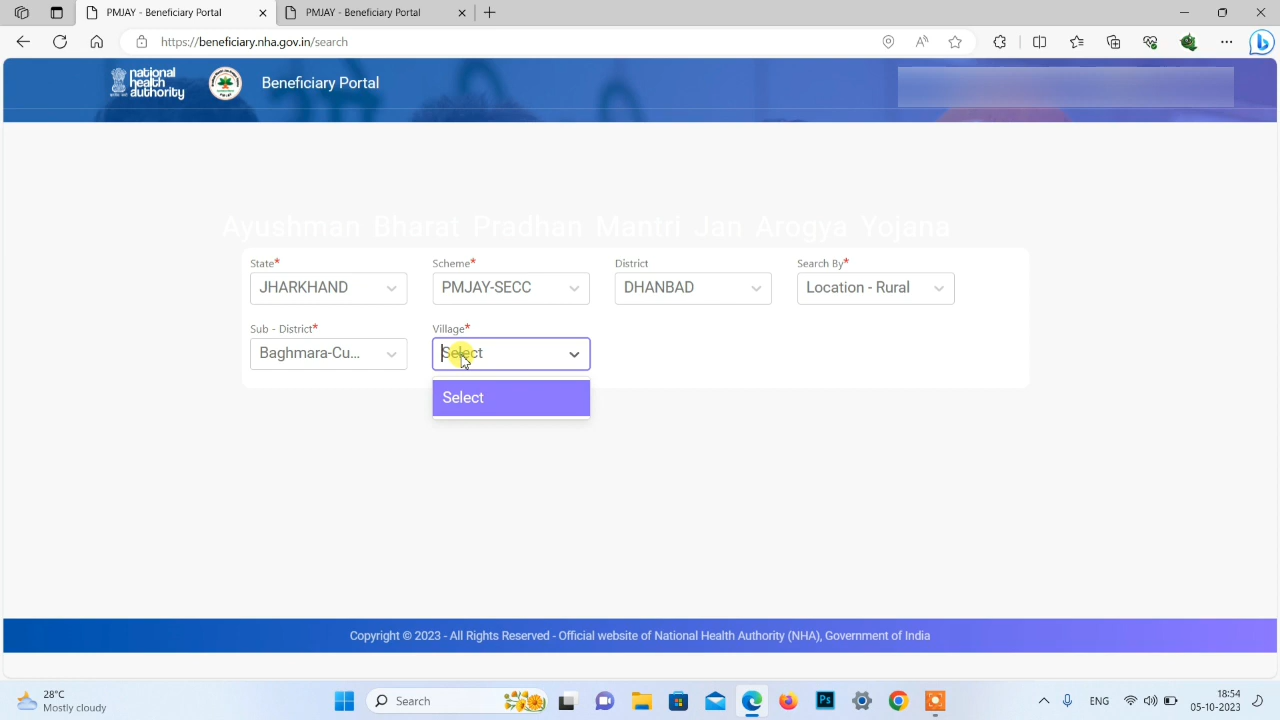 PMJAY - Beneficiary Portal
PMJAY - Beneficiary Portal
https://beneficiary.nha.gov.in/search
national health authority
Beneficiary Portal
Ayushman Bharat Pradhan Mantri Jan Arogya Yojana
State* Scheme* District Search By*
JHARKHAND PMJAY-SECC DHANBAD Location - Rural
Sub - District* Village*
Baghmara-Cu... Select
Select
Copyright © 2023 - All Rights Reserved - Official website of National Health Authority (NHA), Government of India
28°C
Mostly cloudy
Search
Ps
ENG
18:54
05-10-2023